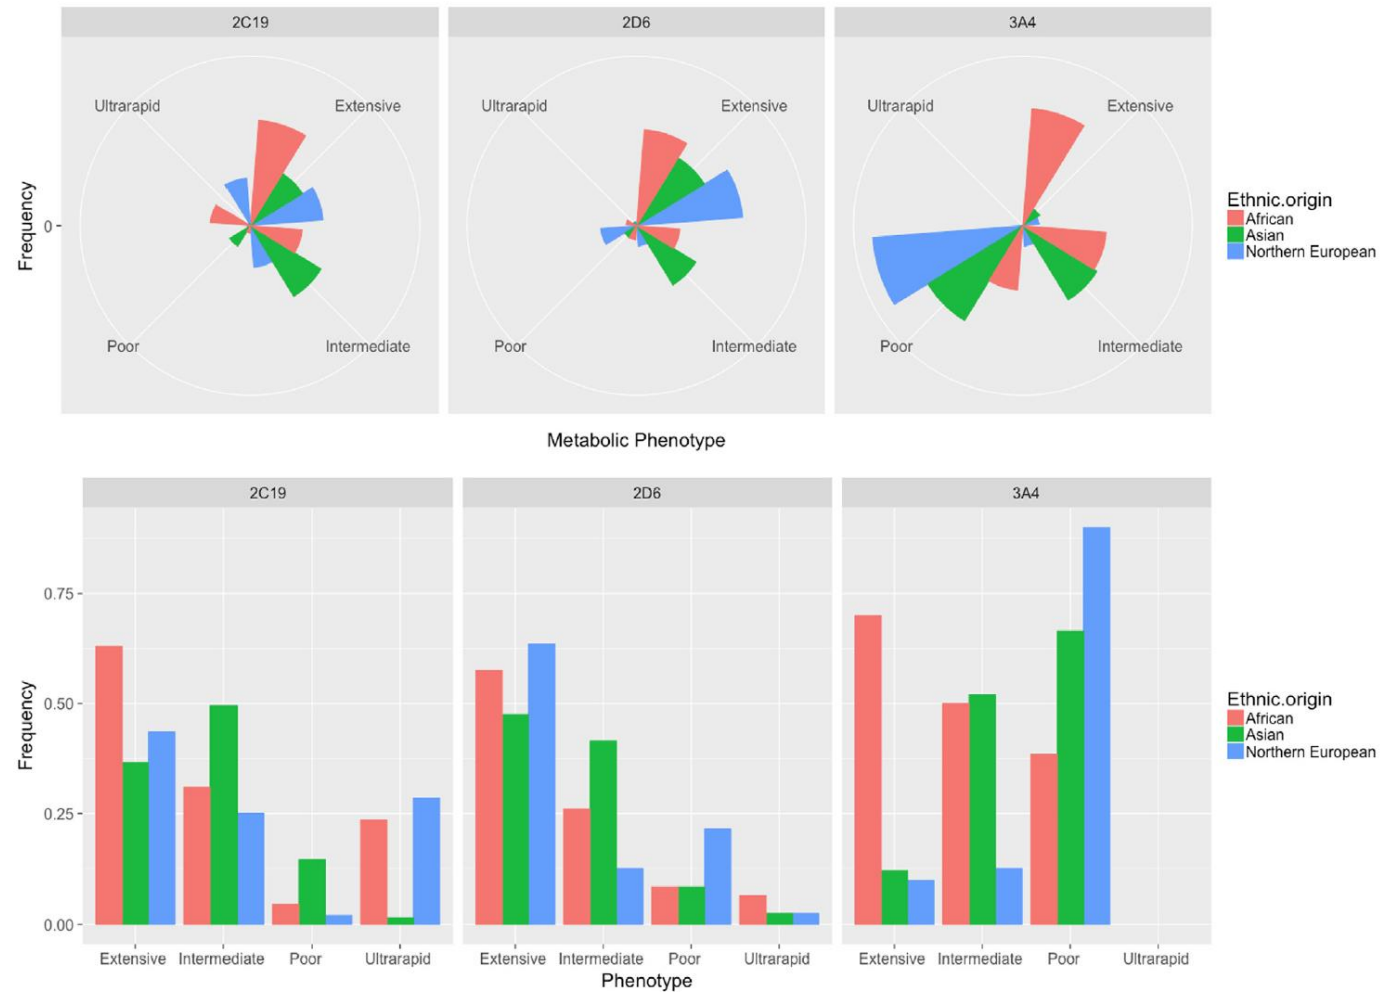 2C19 2D6 3A4
Ultrarapid Extensive Ultrarapid Extensive Ultrarapid Extensive
Frequency
0
Ethnic.origin
African
Asian
Northern European
Poor Intermediate Poor Intermediate Poor Intermediate
Metabolic Phenotype
2C19 2D6 3A4
0.75
0.50
0.25
0.00
Frequency
Ethnic.origin
African
Asian
Northern European
Extensive Intermediate Poor Ultrarapid Extensive Intermediate Poor Ultrarapid Extensive Intermediate Poor Ultrarapid
Phenotype